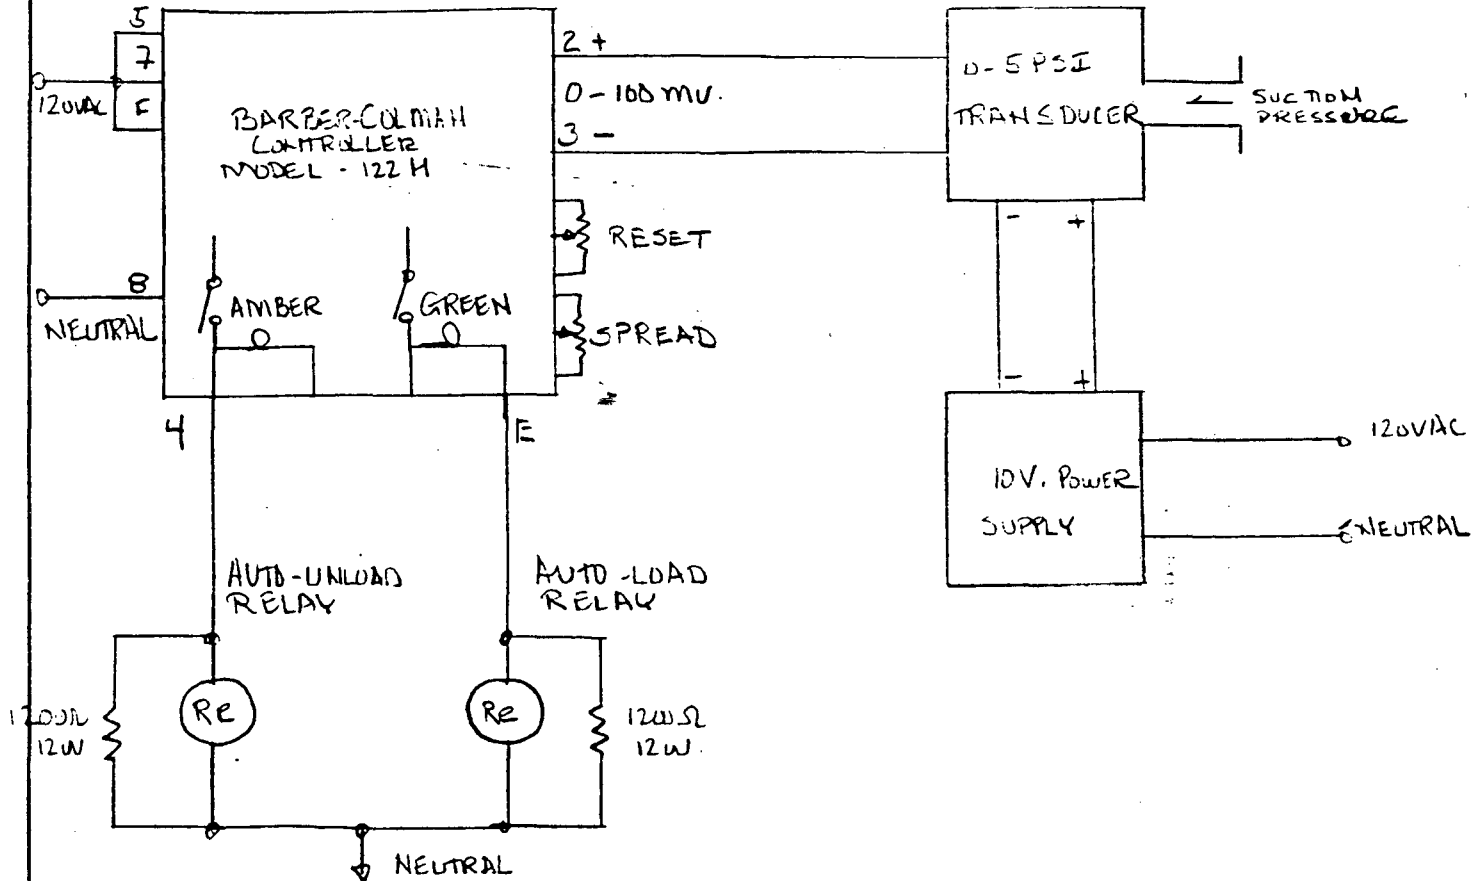 5
7
120VAC
F
BARBER-COLMAN
CONTROLLER
MODEL - 122 H
2 +
0-100 mV.
3 -
0-5 PSI
TRANSDUCER
SUCTION
PRESSURE
RESET
SPREAD
8
NEUTRAL
AMBER
GREEN
- +
- +
4
E
10V. POWER
SUPPLY
120VAC
NEUTRAL
AUTO-UNLOAD
RELAY
AUTO-LOAD
RELAY
1200Ω
12W
Re
Re
1200Ω
12W.
NEUTRAL